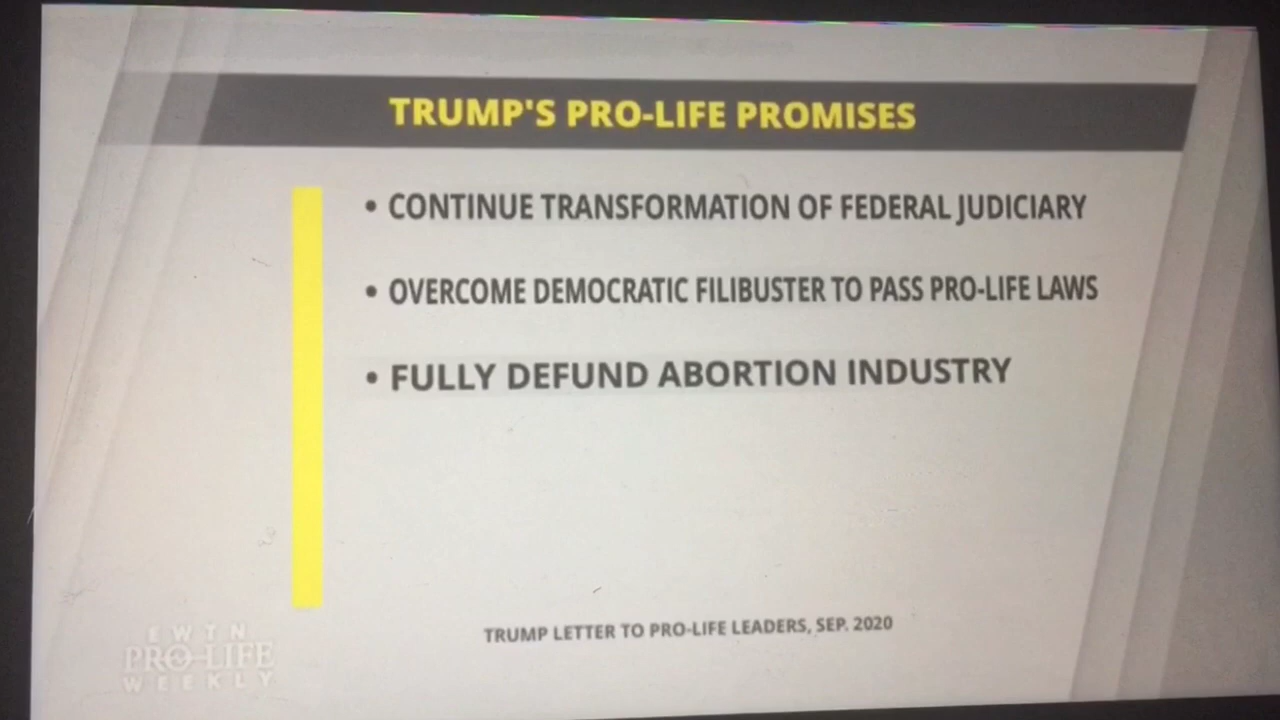 TRUMP'S PRO-LIFE PROMISES
• CONTINUE TRANSFORMATION OF FEDERAL JUDICIARY
• OVERCOME DEMOCRATIC FILIBUSTER TO PASS PRO-LIFE LAWS
• FULLY DEFUND ABORTION INDUSTRY
TRUMP LETTER TO PRO-LIFE LEADERS, SEP. 2020
EWTN
PRO-LIFE
WEEKLY